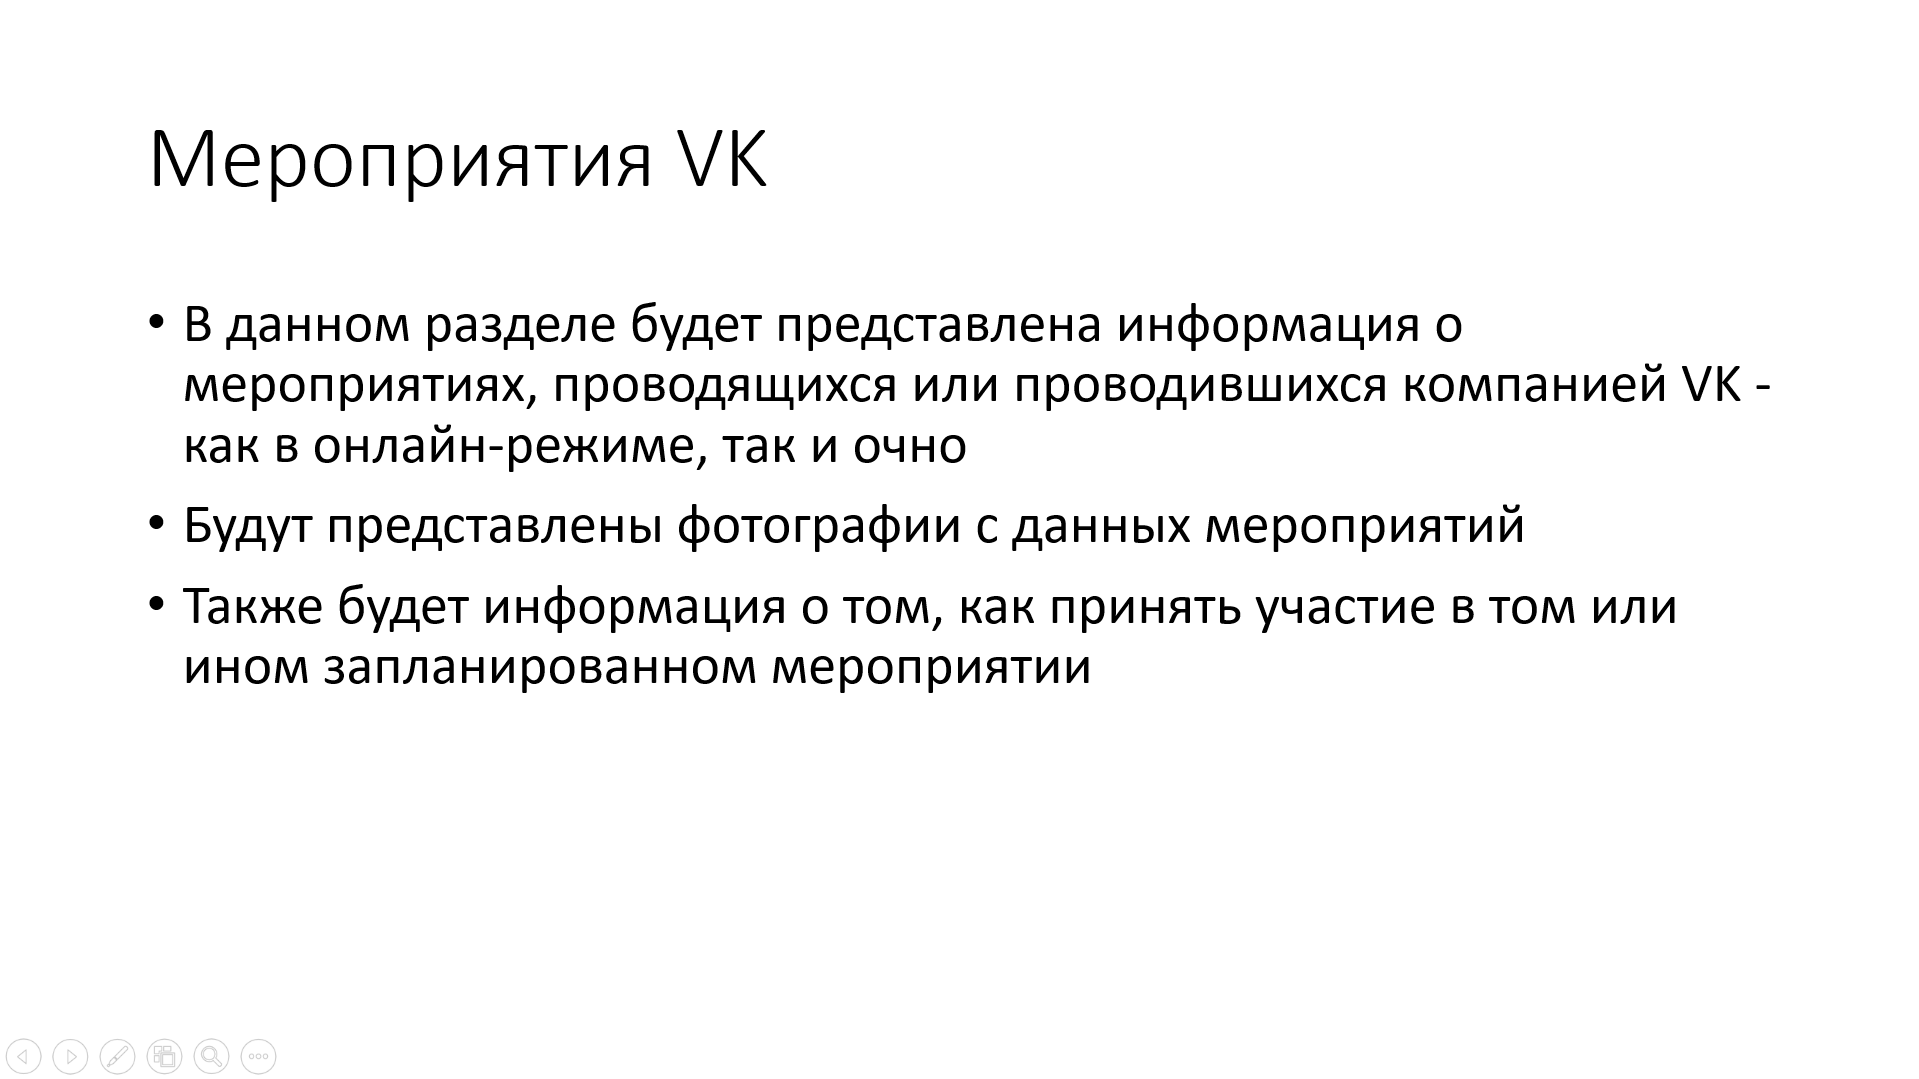 Мероприятия VK
• В данном разделе будет представлена информация о
мероприятиях, проводящихся или проводившихся компанией VK -
как в онлайн-режиме, так и очно
• Будут представлены фотографии с данных мероприятий
• Также будет информация о том, как принять участие в том или
ином запланированном мероприятии